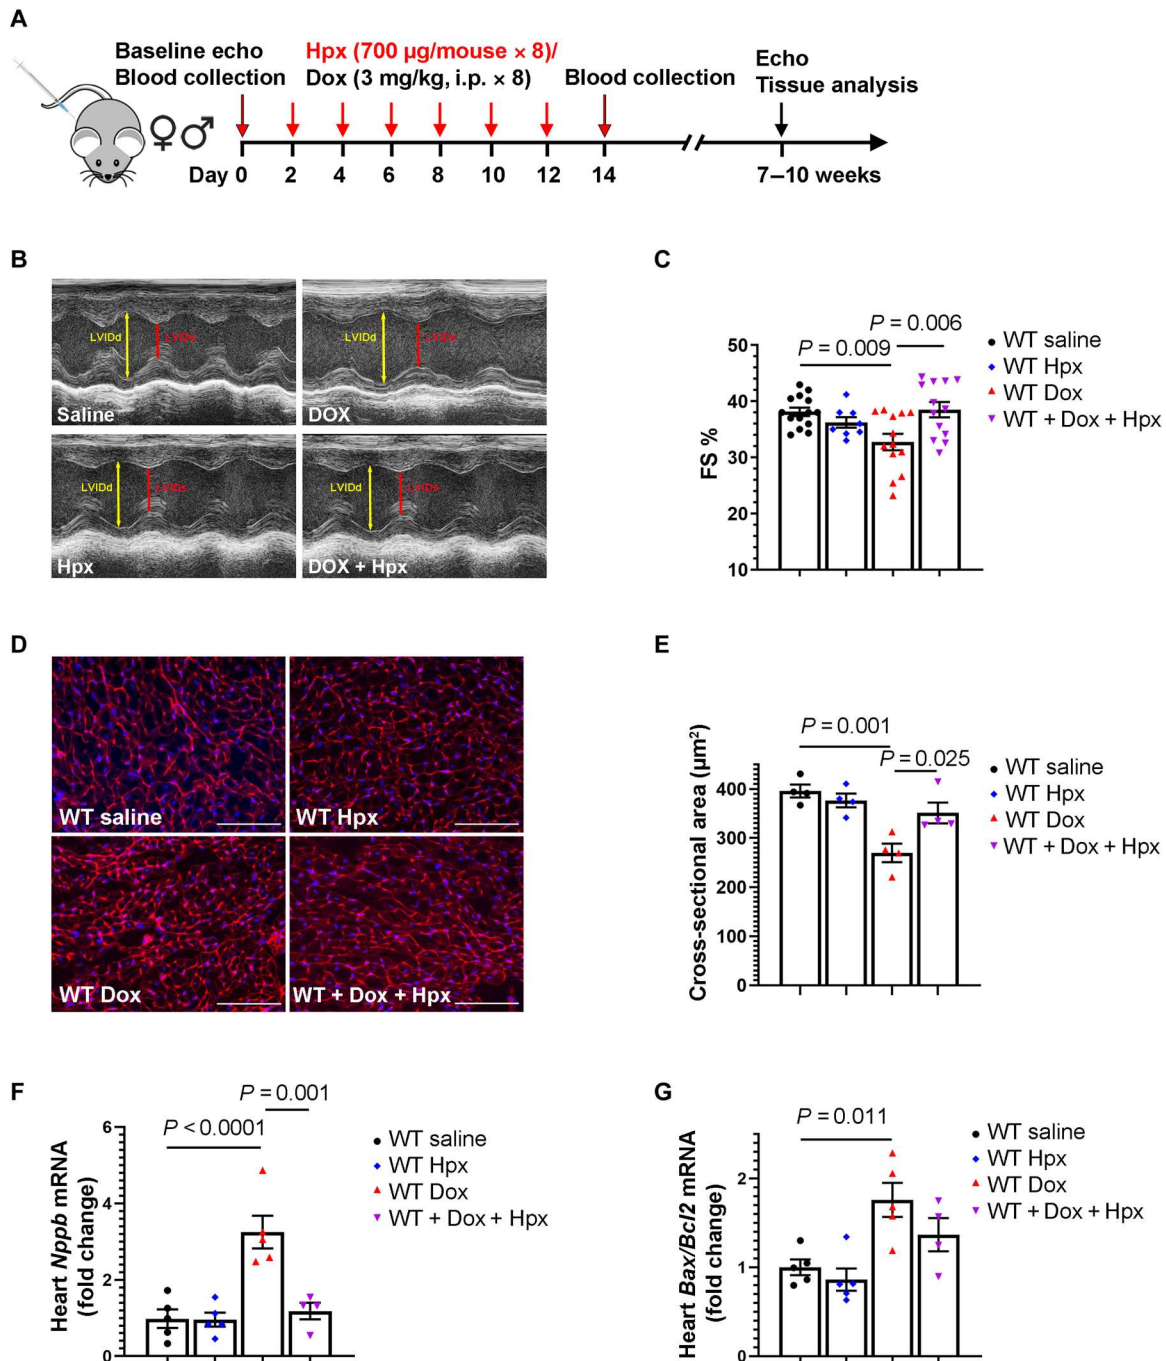 A
Baseline echo
Blood collection
Hpx (700 µg/mouse × 8)/
Dox (3 mg/kg, i.p. × 8)
Blood collection
Echo
Tissue analysis
Day 0 2 4 6 8 10 12 14 7–10 weeks
B
LVIDd
LVIDs
Saline
LVIDd
LVIDs
DOX
LVIDd
LVIDs
Hpx
LVIDd
LVIDs
DOX + Hpx
C
P = 0.006
P = 0.009
50
40
30
20
10
FS %
WT saline
WT Hpx
WT Dox
WT + Dox + Hpx
D
WT saline
WT Hpx
WT Dox
WT + Dox + Hpx
E
P = 0.001
P = 0.025
400
300
200
100
0
Cross-sectional area (µm²)
WT saline
WT Hpx
WT Dox
WT + Dox + Hpx
F
P = 0.001
P < 0.0001
6
4
2
0
Heart Nppb mRNA
(fold change)
WT saline
WT Hpx
WT Dox
WT + Dox + Hpx
G
P = 0.011
2
1
0
Heart Bax/Bcl2 mRNA
(fold change)
WT saline
WT Hpx
WT Dox
WT + Dox + Hpx